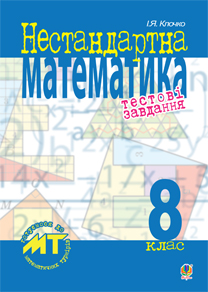 І.Я. Клочко
Нестандартна
математика
тестові
завдання
8
клас
МТ